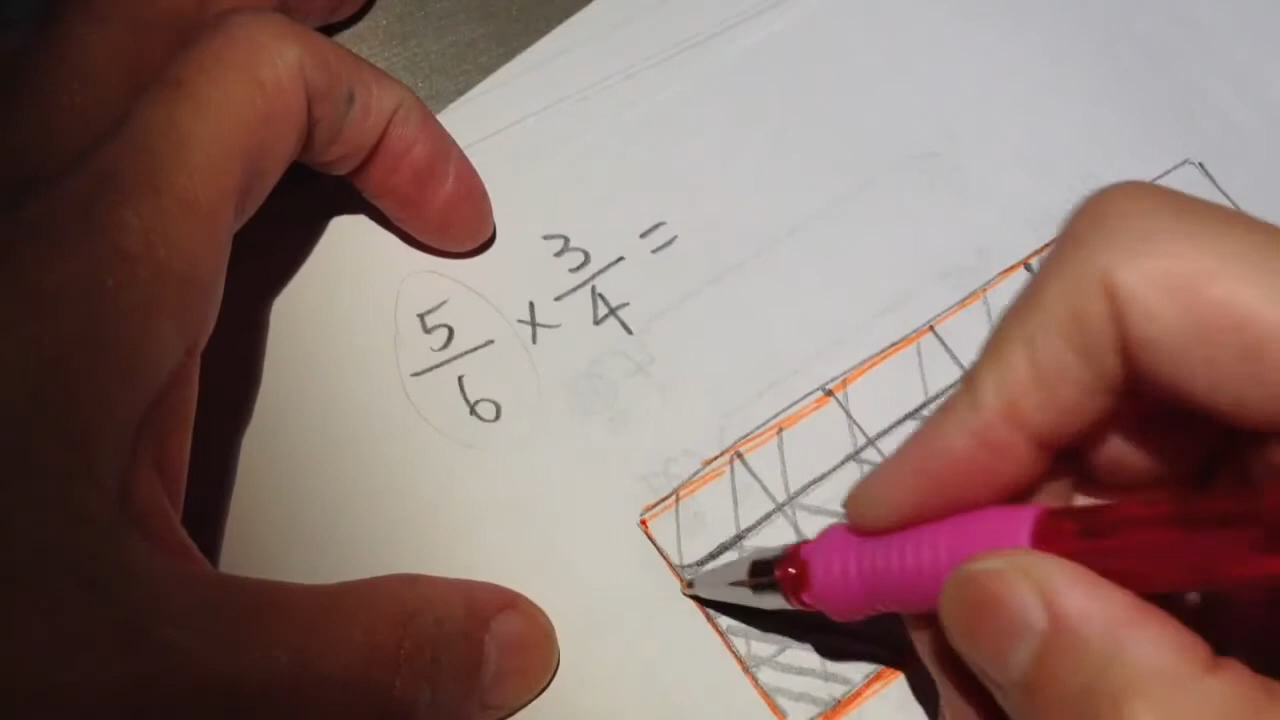 5/6 × 3/4 =